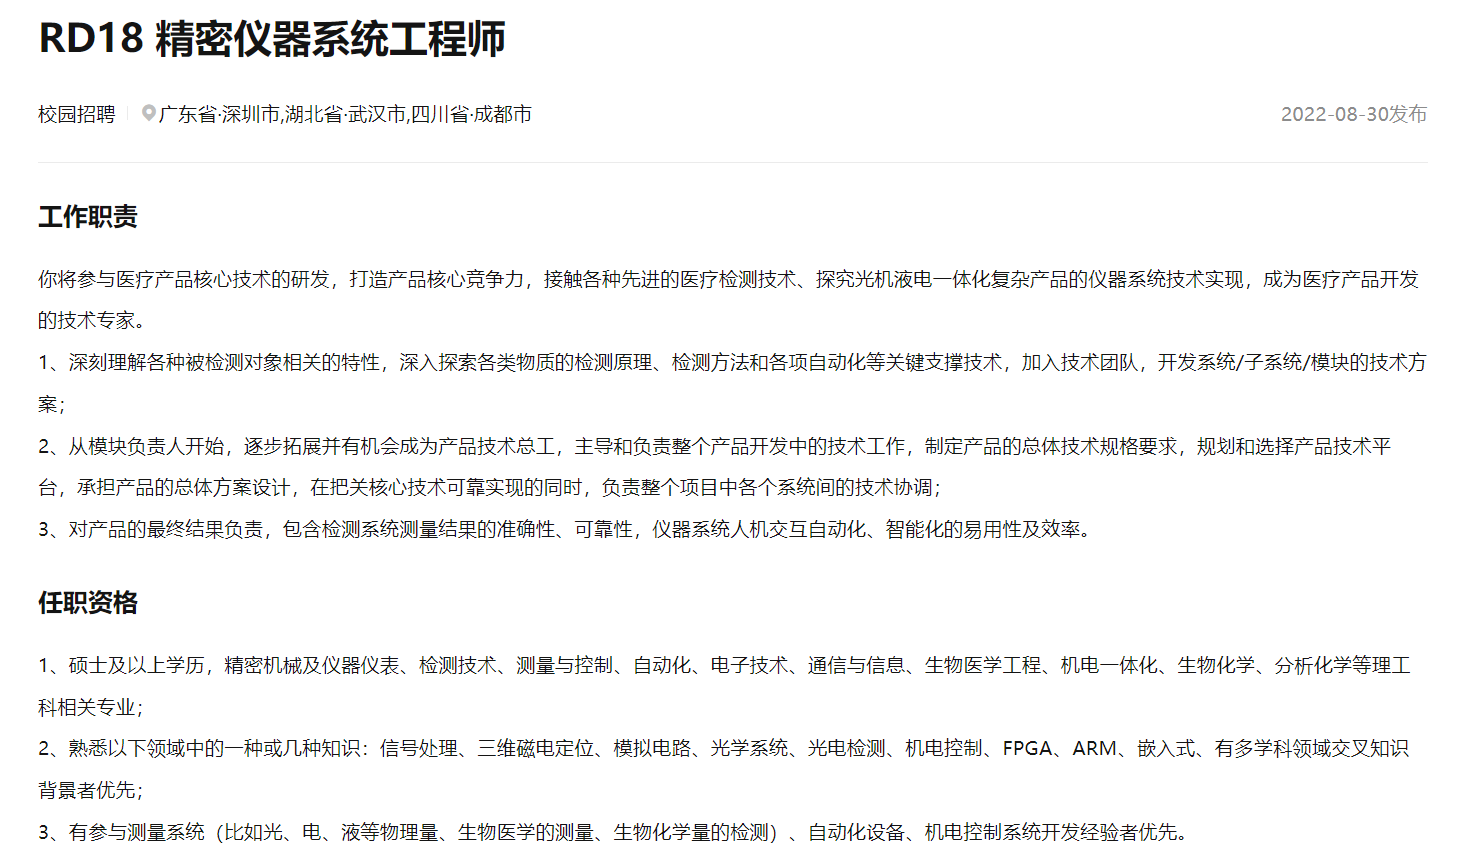 RD18 精密仪器系统工程师
校园招聘 广东省·深圳市,湖北省·武汉市,四川省·成都市 2022-08-30发布
工作职责
你将参与医疗产品核心技术的研发，打造产品核心竞争力，接触各种先进的医疗检测技术、探究光机液电一体化复杂产品的仪器系统技术实现，成为医疗产品开发
的技术专家。
1、深刻理解各种被检测对象相关的特性，深入探索各类物质的检测原理、检测方法和各项自动化等关键支撑技术，加入技术团队，开发系统/子系统/模块的技术方
案；
2、从模块负责人开始，逐步拓展并有机会成为产品技术总工，主导和负责整个产品开发中的技术工作，制定产品的总体技术规格要求，规划和选择产品技术平
台，承担产品的总体方案设计，在把关核心技术可靠实现的同时，负责整个项目中各个系统间的技术协调；
3、对产品的最终结果负责，包含检测系统测量结果的准确性、可靠性，仪器系统人机交互自动化、智能化的易用性及效率。
任职资格
1、硕士及以上学历，精密机械及仪器仪表、检测技术、测量与控制、自动化、电子技术、通信与信息、生物医学工程、机电一体化、生物化学、分析化学等理工
科相关专业；
2、熟悉以下领域中的一种或几种知识：信号处理、三维磁电定位、模拟电路、光学系统、光电检测、机电控制、FPGA、ARM、嵌入式、有多学科领域交叉知识
背景者优先；
3、有参与测量系统（比如光、电、液等物理量、生物医学的测量、生物化学量的检测）、自动化设备、机电控制系统开发经验者优先。